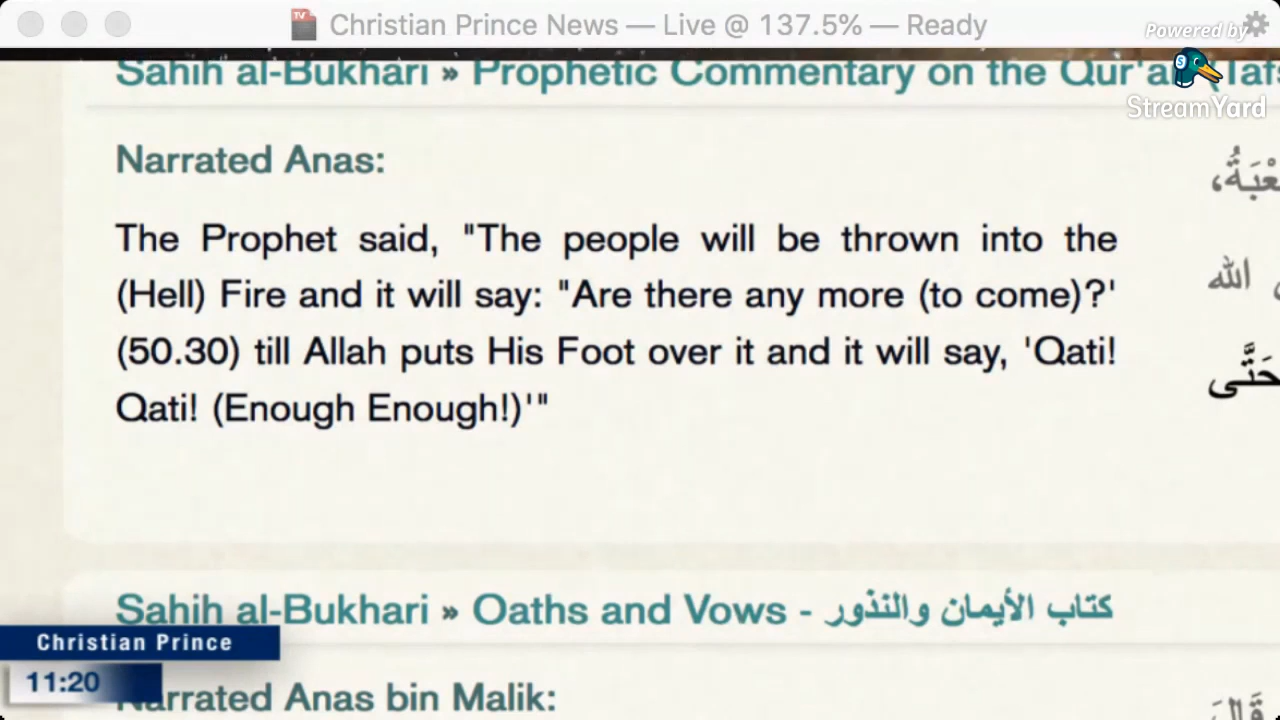 Christian Prince News — Live @ 137.5% — Ready
Powered by
StreamYard
Sahih al-Bukhari » Prophetic Commentary on the Qur'an
Narrated Anas:
The Prophet said, "The people will be thrown into the
(Hell) Fire and it will say: "Are there any more (to come)?'
الله
(50.30) till Allah puts His Foot over it and it will say, 'Qati!
حَتَّى
Qati! (Enough Enough!)'"
Sahih al-Bukhari » Oaths and Vows - كتاب الأيمان والنذور
Christian Prince
11:20
Narrated Anas bin Malik: